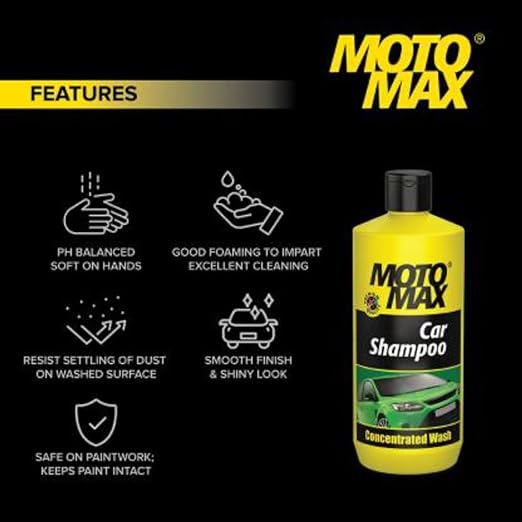 MOTO
MAX®
FEATURES
PH BALANCED
SOFT ON HANDS
GOOD FOAMING TO IMPART
EXCELLENT CLEANING
RESIST SETTLING OF DUST
ON WASHED SURFACE
SMOOTH FINISH
& SHINY LOOK
SAFE ON PAINTWORK;
KEEPS PAINT INTACT
MOTO
MAX®
Car
Shampoo
Concentrated Wash